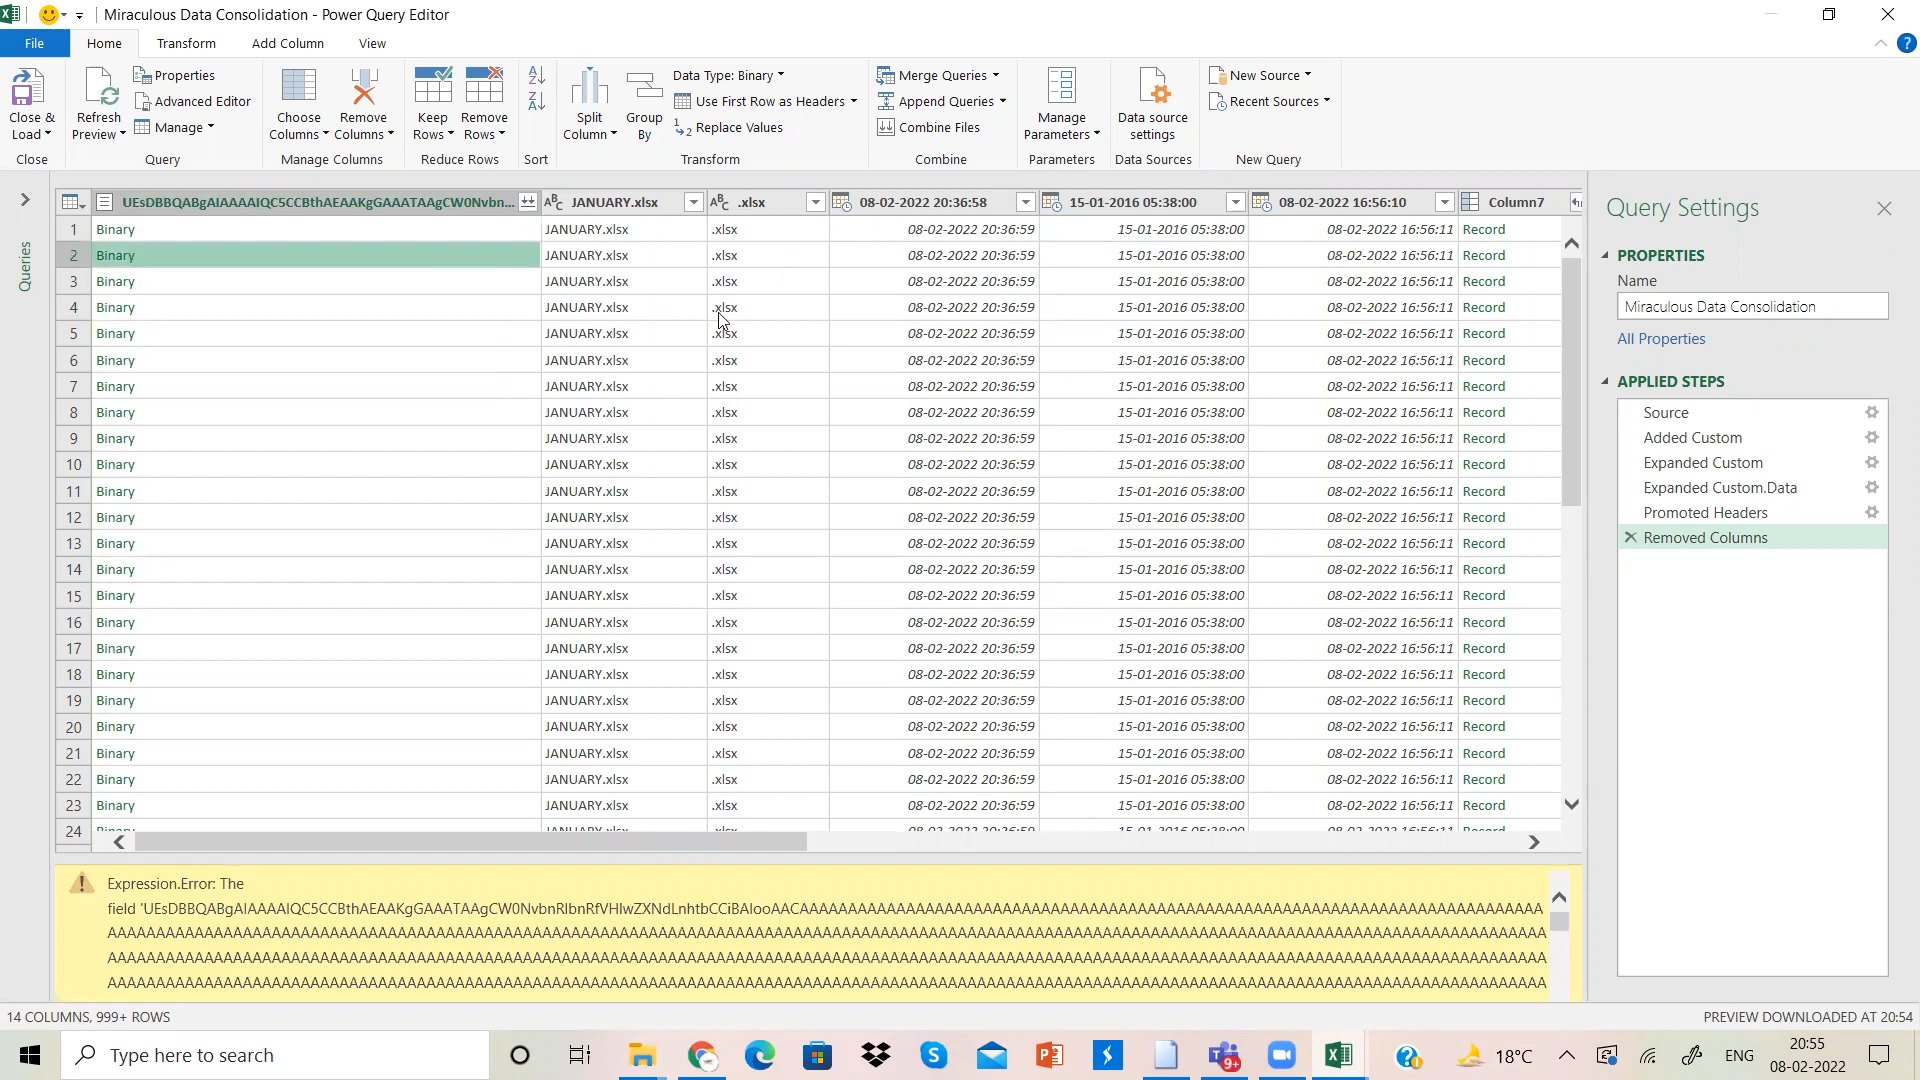 Miraculous Data Consolidation - Power Query Editor
File Home Transform Add Column View
Close & Load
Close
Refresh Preview
Properties
Advanced Editor
Manage
Query
Choose Columns
Remove Columns
Manage Columns
Keep Rows
Remove Rows
Reduce Rows
Sort
Split Column
Group By
Data Type: Binary
Use First Row as Headers
Replace Values
Transform
Merge Queries
Append Queries
Combine Files
Combine
Manage Parameters
Parameters
Data source settings
Data Sources
New Source
Recent Sources
New Query
Queries
JANUARY.xlsx .xlsx 08-02-2022 20:36:58 15-01-2016 05:38:00 08-02-2022 16:56:10 Column7
1 Binary JANUARY.xlsx .xlsx 08-02-2022 20:36:59 15-01-2016 05:38:00 08-02-2022 16:56:11 Record
2 Binary JANUARY.xlsx .xlsx 08-02-2022 20:36:59 15-01-2016 05:38:00 08-02-2022 16:56:11 Record
3 Binary JANUARY.xlsx .xlsx 08-02-2022 20:36:59 15-01-2016 05:38:00 08-02-2022 16:56:11 Record
4 Binary JANUARY.xlsx .xlsx 08-02-2022 20:36:59 15-01-2016 05:38:00 08-02-2022 16:56:11 Record
5 Binary JANUARY.xlsx .xlsx 08-02-2022 20:36:59 15-01-2016 05:38:00 08-02-2022 16:56:11 Record
6 Binary JANUARY.xlsx .xlsx 08-02-2022 20:36:59 15-01-2016 05:38:00 08-02-2022 16:56:11 Record
7 Binary JANUARY.xlsx .xlsx 08-02-2022 20:36:59 15-01-2016 05:38:00 08-02-2022 16:56:11 Record
8 Binary JANUARY.xlsx .xlsx 08-02-2022 20:36:59 15-01-2016 05:38:00 08-02-2022 16:56:11 Record
9 Binary JANUARY.xlsx .xlsx 08-02-2022 20:36:59 15-01-2016 05:38:00 08-02-2022 16:56:11 Record
10 Binary JANUARY.xlsx .xlsx 08-02-2022 20:36:59 15-01-2016 05:38:00 08-02-2022 16:56:11 Record
11 Binary JANUARY.xlsx .xlsx 08-02-2022 20:36:59 15-01-2016 05:38:00 08-02-2022 16:56:11 Record
12 Binary JANUARY.xlsx .xlsx 08-02-2022 20:36:59 15-01-2016 05:38:00 08-02-2022 16:56:11 Record
13 Binary JANUARY.xlsx .xlsx 08-02-2022 20:36:59 15-01-2016 05:38:00 08-02-2022 16:56:11 Record
14 Binary JANUARY.xlsx .xlsx 08-02-2022 20:36:59 15-01-2016 05:38:00 08-02-2022 16:56:11 Record
15 Binary JANUARY.xlsx .xlsx 08-02-2022 20:36:59 15-01-2016 05:38:00 08-02-2022 16:56:11 Record
16 Binary JANUARY.xlsx .xlsx 08-02-2022 20:36:59 15-01-2016 05:38:00 08-02-2022 16:56:11 Record
17 Binary JANUARY.xlsx .xlsx 08-02-2022 20:36:59 15-01-2016 05:38:00 08-02-2022 16:56:11 Record
18 Binary JANUARY.xlsx .xlsx 08-02-2022 20:36:59 15-01-2016 05:38:00 08-02-2022 16:56:11 Record
19 Binary JANUARY.xlsx .xlsx 08-02-2022 20:36:59 15-01-2016 05:38:00 08-02-2022 16:56:11 Record
20 Binary JANUARY.xlsx .xlsx 08-02-2022 20:36:59 15-01-2016 05:38:00 08-02-2022 16:56:11 Record
21 Binary JANUARY.xlsx .xlsx 08-02-2022 20:36:59 15-01-2016 05:38:00 08-02-2022 16:56:11 Record
22 Binary JANUARY.xlsx .xlsx 08-02-2022 20:36:59 15-01-2016 05:38:00 08-02-2022 16:56:11 Record
23 Binary JANUARY.xlsx .xlsx 08-02-2022 20:36:59 15-01-2016 05:38:00 08-02-2022 16:56:11 Record
24
Expression.Error: The
field
Query Settings
PROPERTIES
Name
Miraculous Data Consolidation
All Properties
APPLIED STEPS
Source
Added Custom
Expanded Custom
Expanded Custom.Data
Promoted Headers
Removed Columns
14 COLUMNS, 999+ ROWS
PREVIEW DOWNLOADED AT 20:54
Type here to search
9+
18°C
ENG
20:55
08-02-2022